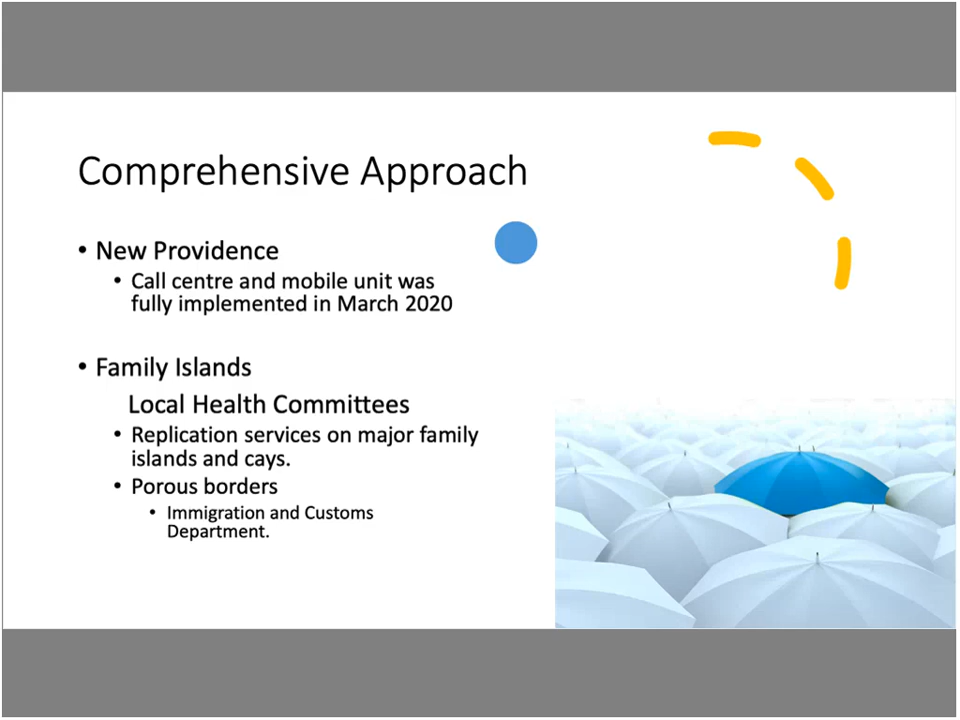 Comprehensive Approach
• New Providence
• Call centre and mobile unit was
fully implemented in March 2020
• Family Islands
Local Health Committees
• Replication services on major family
islands and cays.
• Porous borders
• Immigration and Customs
Department.